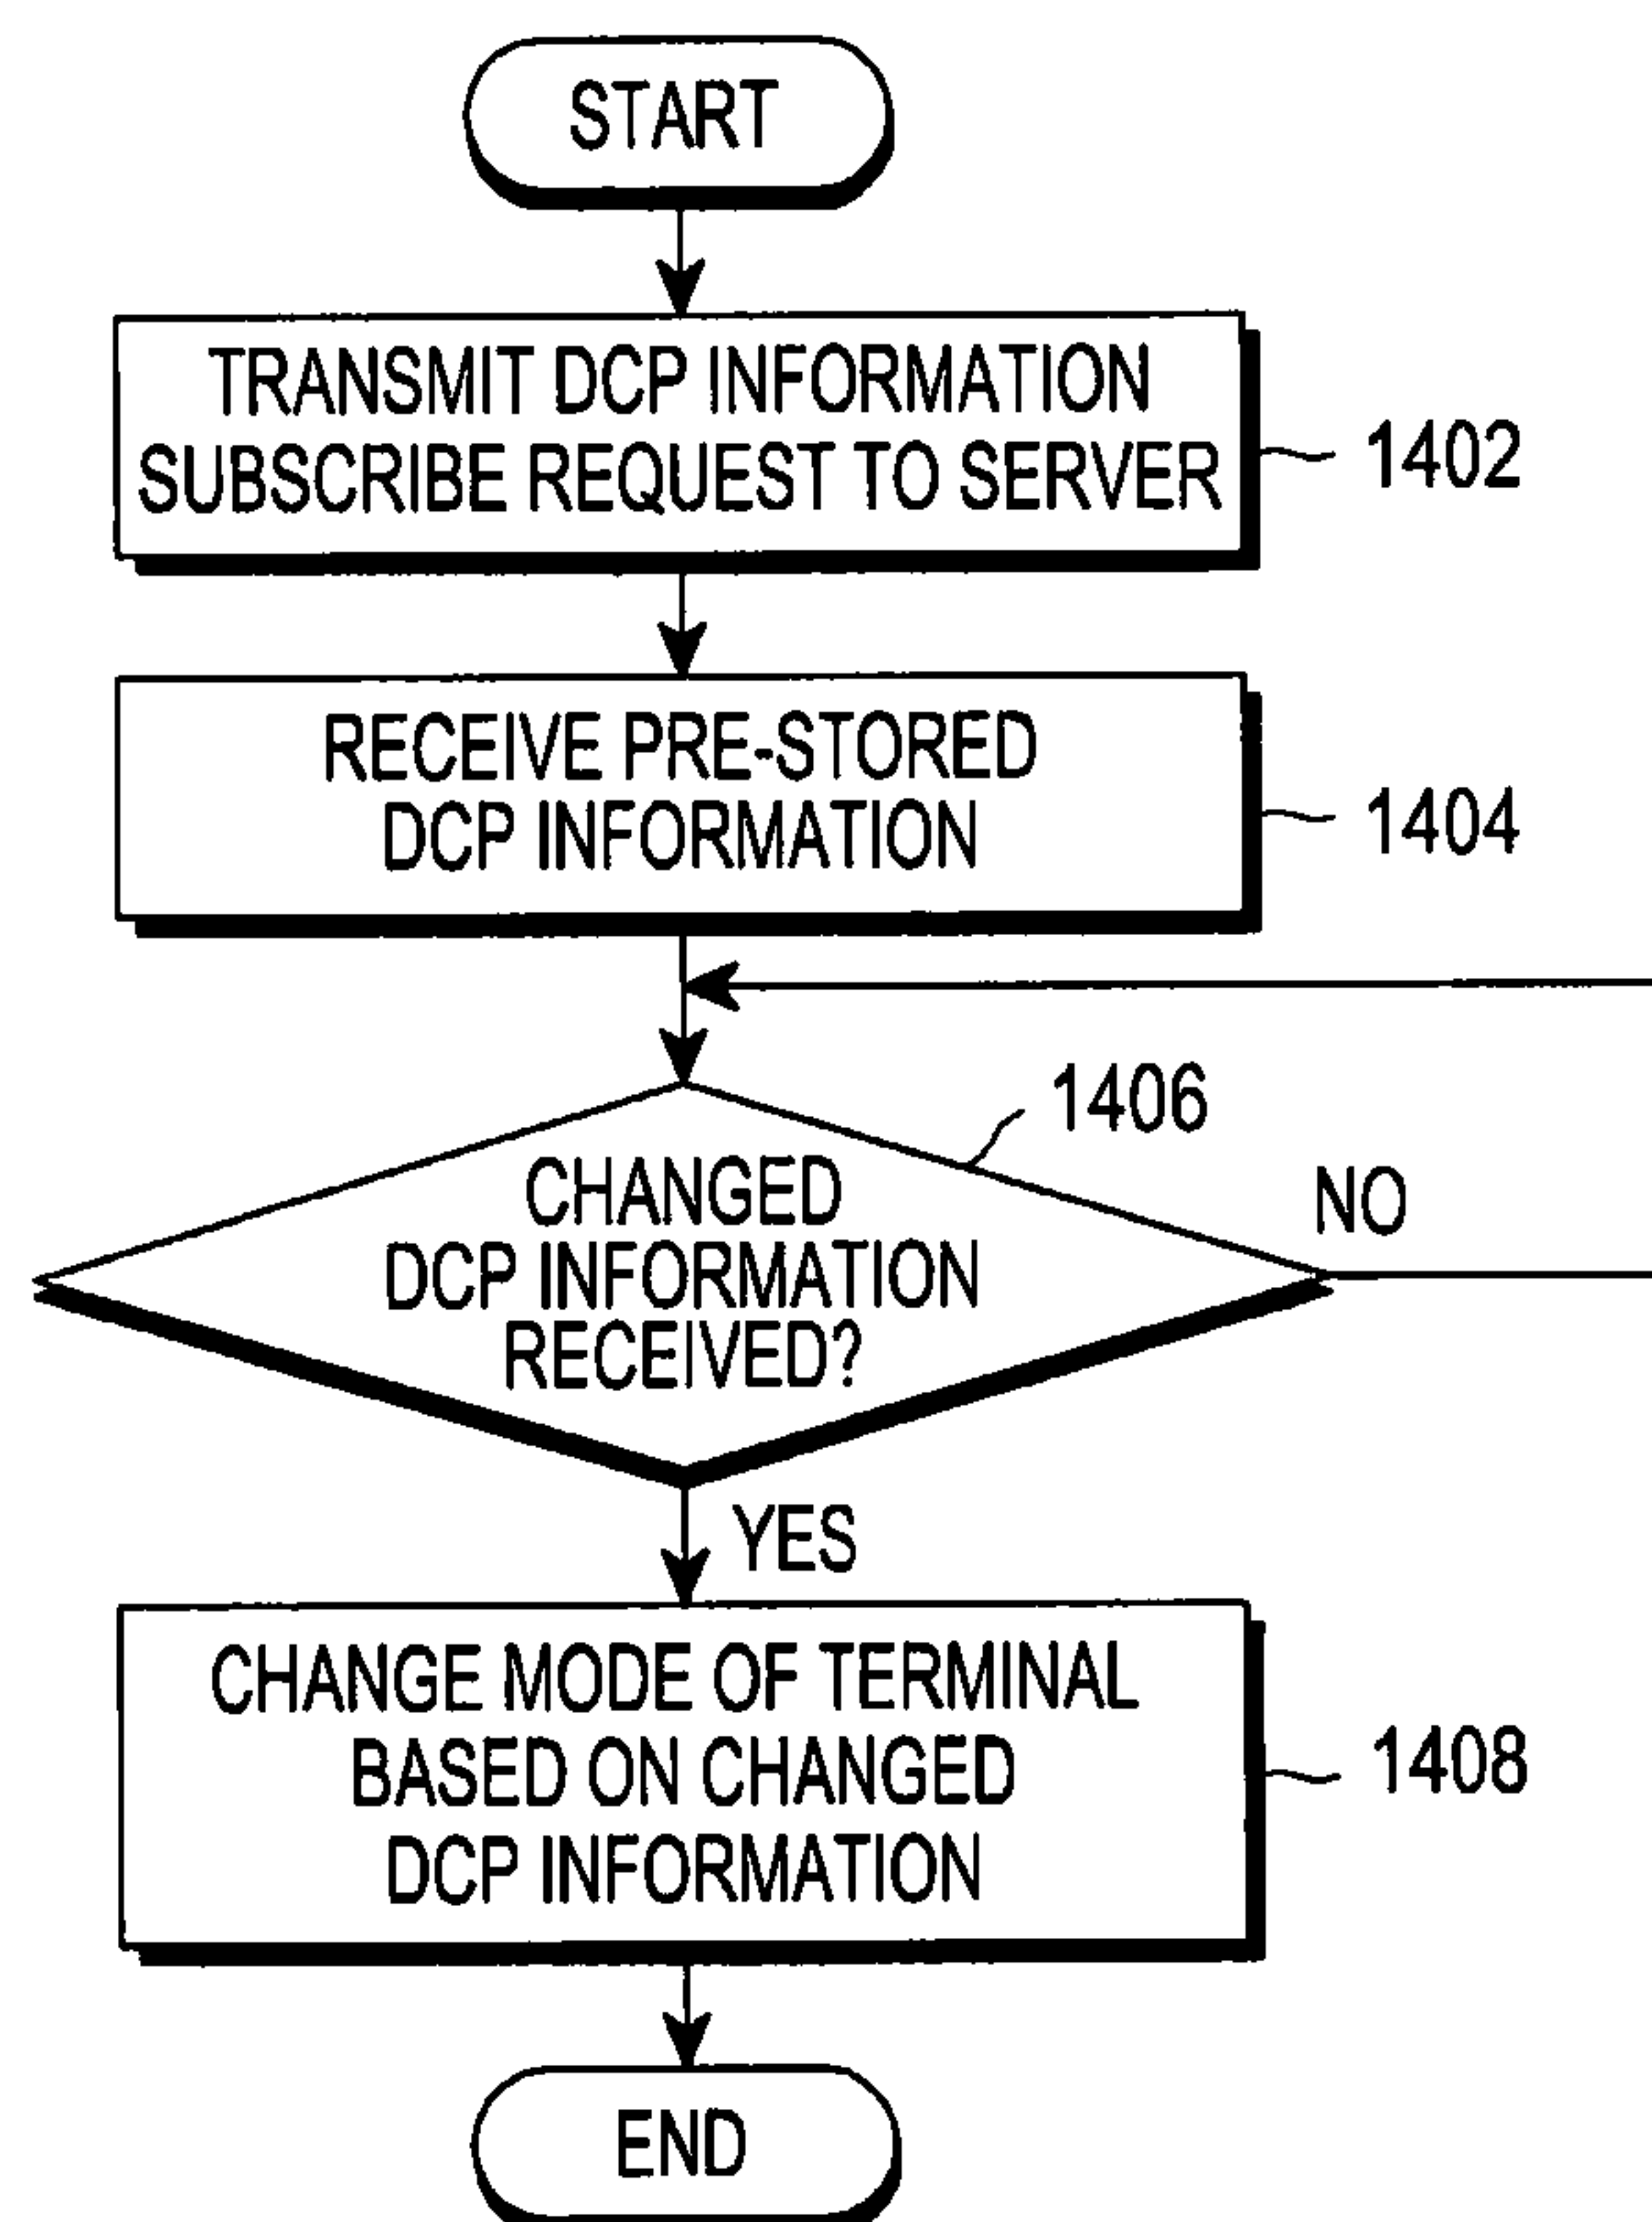 START
TRANSMIT DCP INFORMATION
SUBSCRIBE REQUEST TO SERVER
1402
RECEIVE PRE-STORED
DCP INFORMATION
1404
1406
CHANGED
DCP INFORMATION
RECEIVED?
NO
YES
CHANGE MODE OF TERMINAL
BASED ON CHANGED
DCP INFORMATION
1408
END